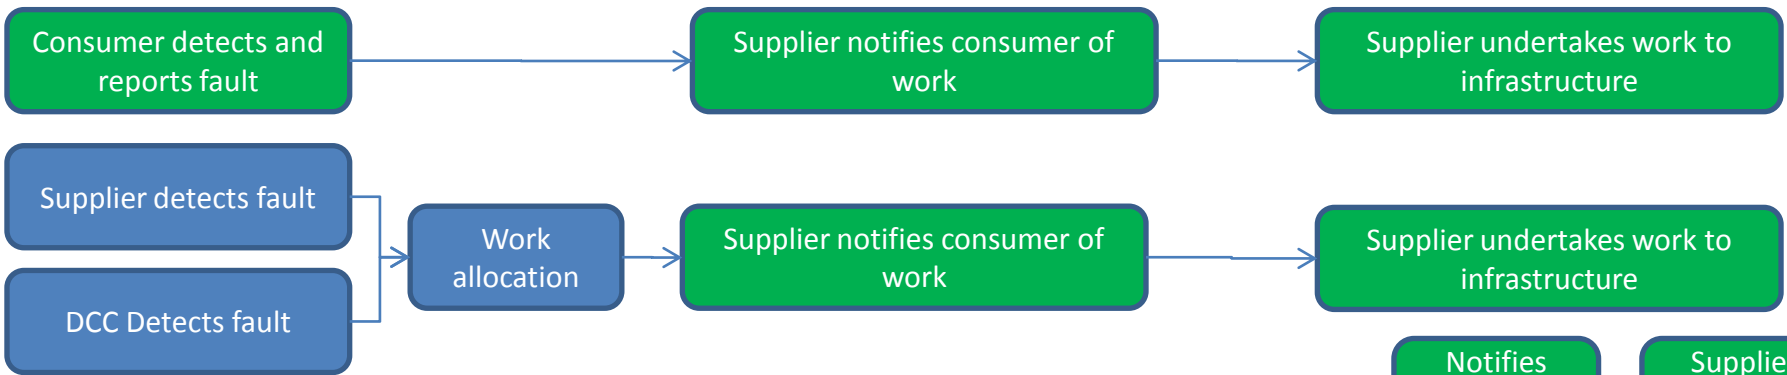 Consumer detects and
reports fault
Supplier notifies consumer of
work
Supplier undertakes work to
infrastructure
Supplier detects fault
DCC Detects fault
Work
allocation
Supplier notifies consumer of
work
Supplier undertakes work to
infrastructure
Notifies